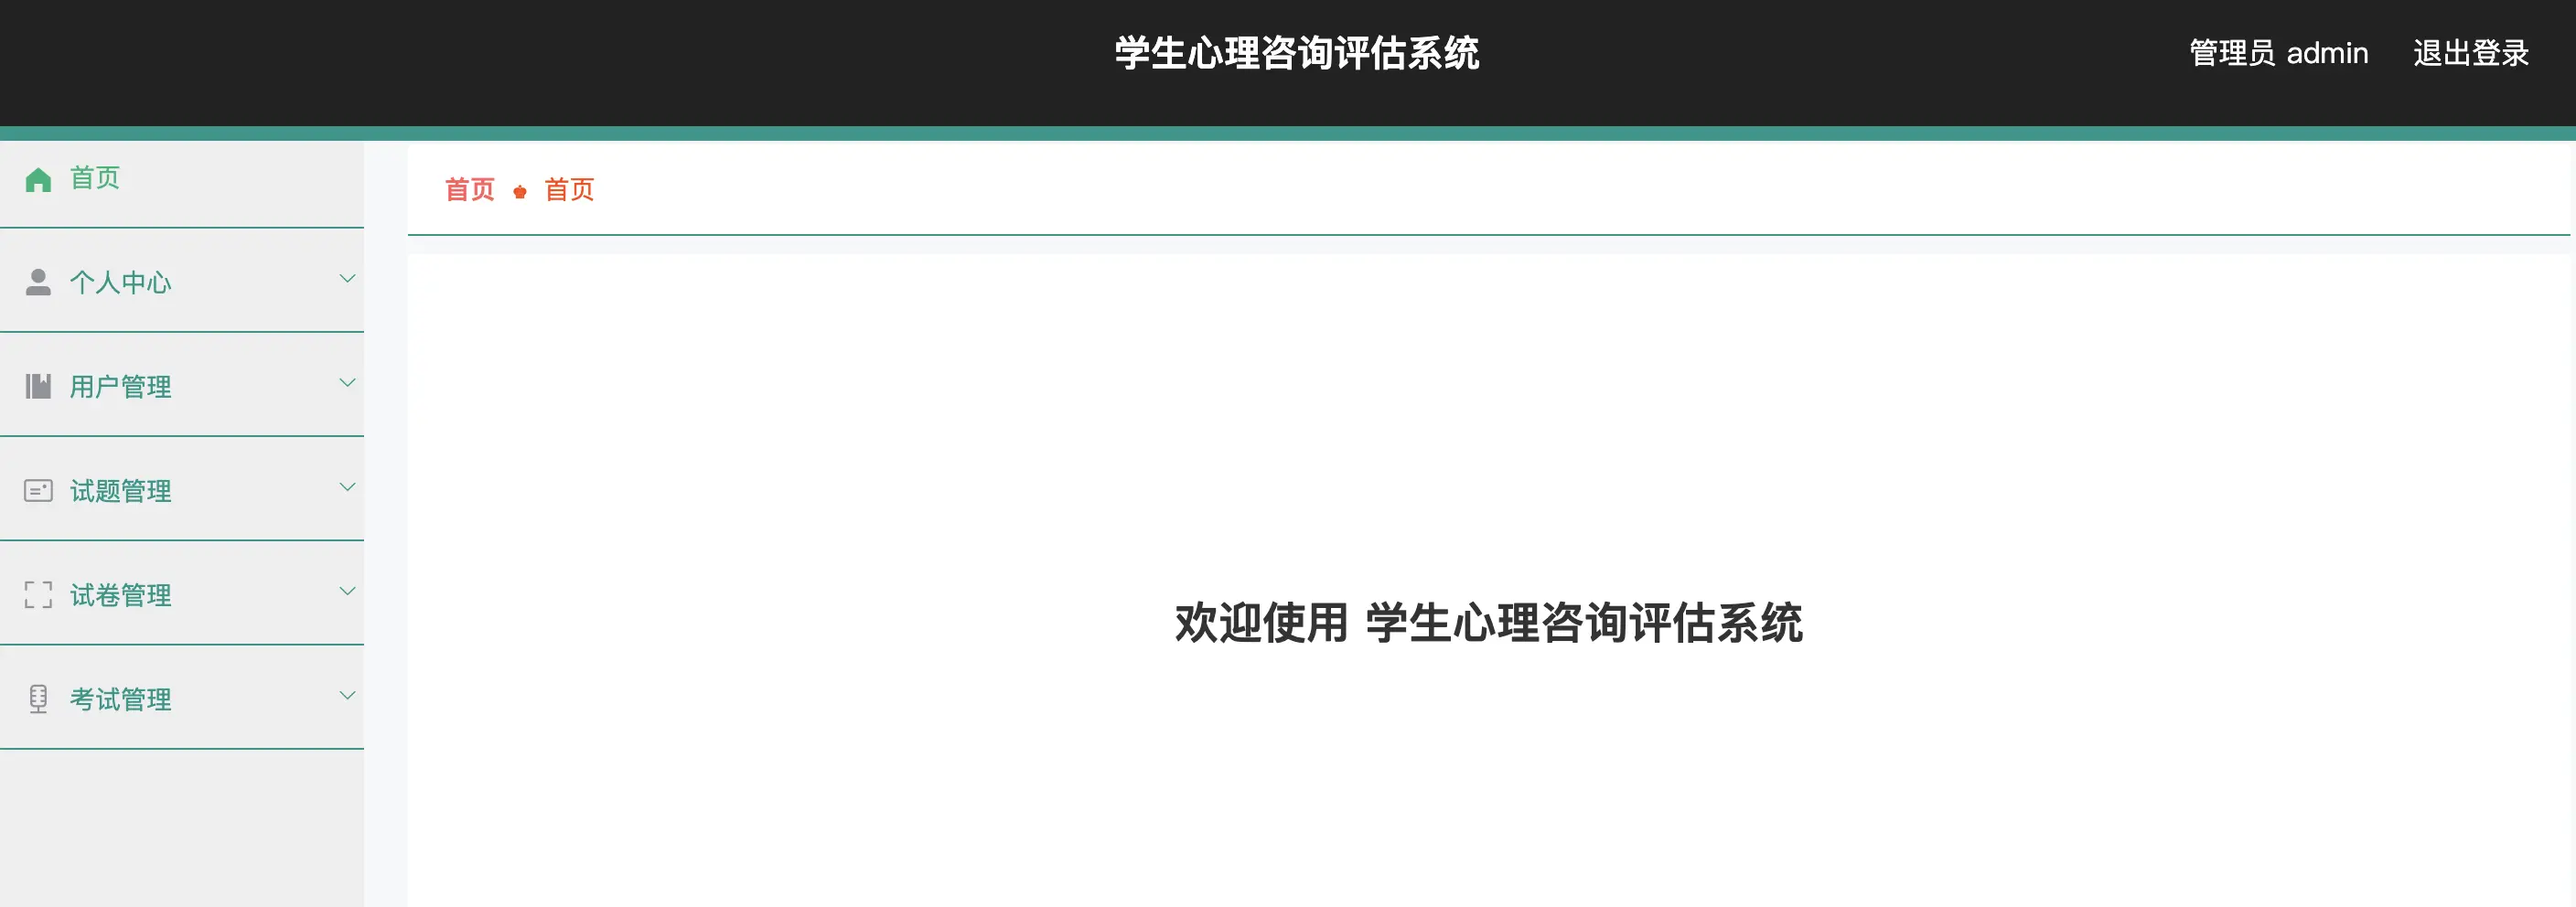 学生心理咨询评估系统
管理员 admin 退出登录
首页
首页 首页
个人中心
用户管理
试题管理
试卷管理
考试管理
欢迎使用 学生心理咨询评估系统